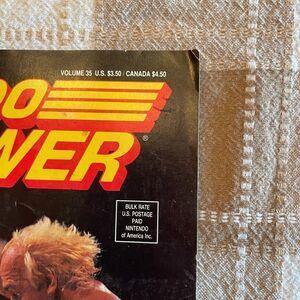 VOLUME 35 U.S. $3.50 / CANADA $4.50
DO
WER
®
BULK RATE
U.S. POSTAGE
PAID
NINTENDO
of America Inc.